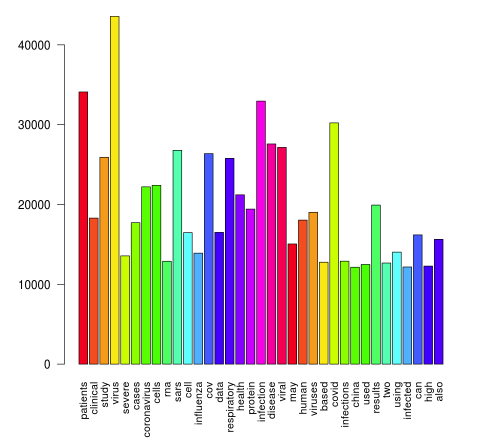 40000
30000
20000
10000
0
patients
clinical
study
virus
severe
cases
coronavirus
cells
rna
sars
cell
influenza
cov
data
respiratory
health
protein
infection
disease
viral
may
human
viruses
based
covid
infections
china
used
results
two
using
infected
can
high
also